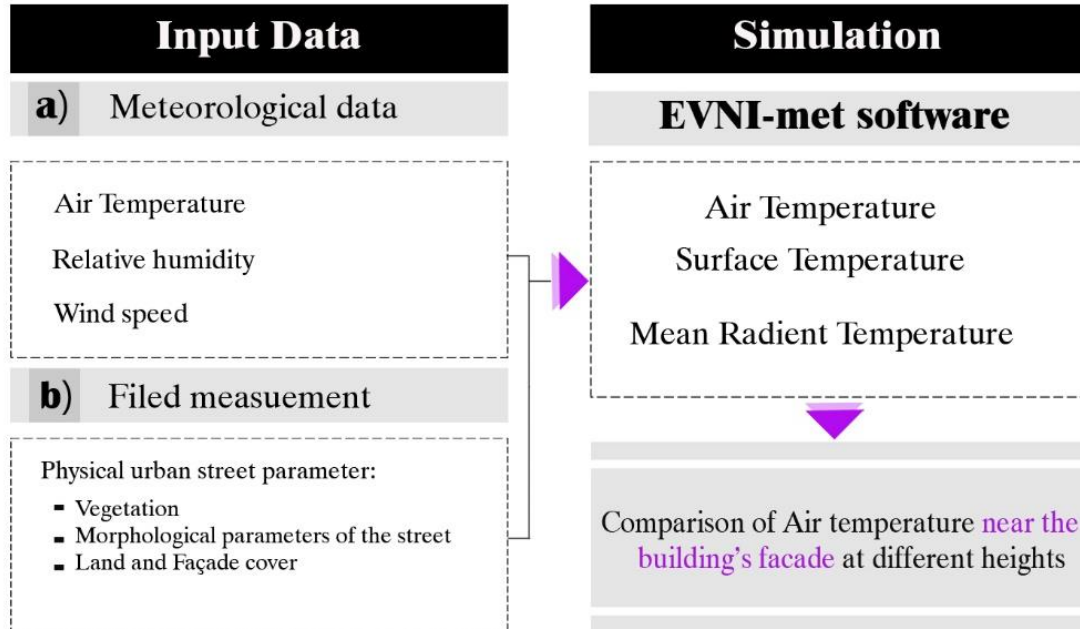 Input Data
a) Meteorological data
Air Temperature
Relative humidity
Wind speed
b) Filed measuement
Physical urban street parameter:
- Vegetation
- Morphological parameters of the street
- Land and Façade cover
Simulation
EVNI-met software
Air Temperature
Surface Temperature
Mean Radient Temperature
Comparison of Air temperature near the
building's facade at different heights